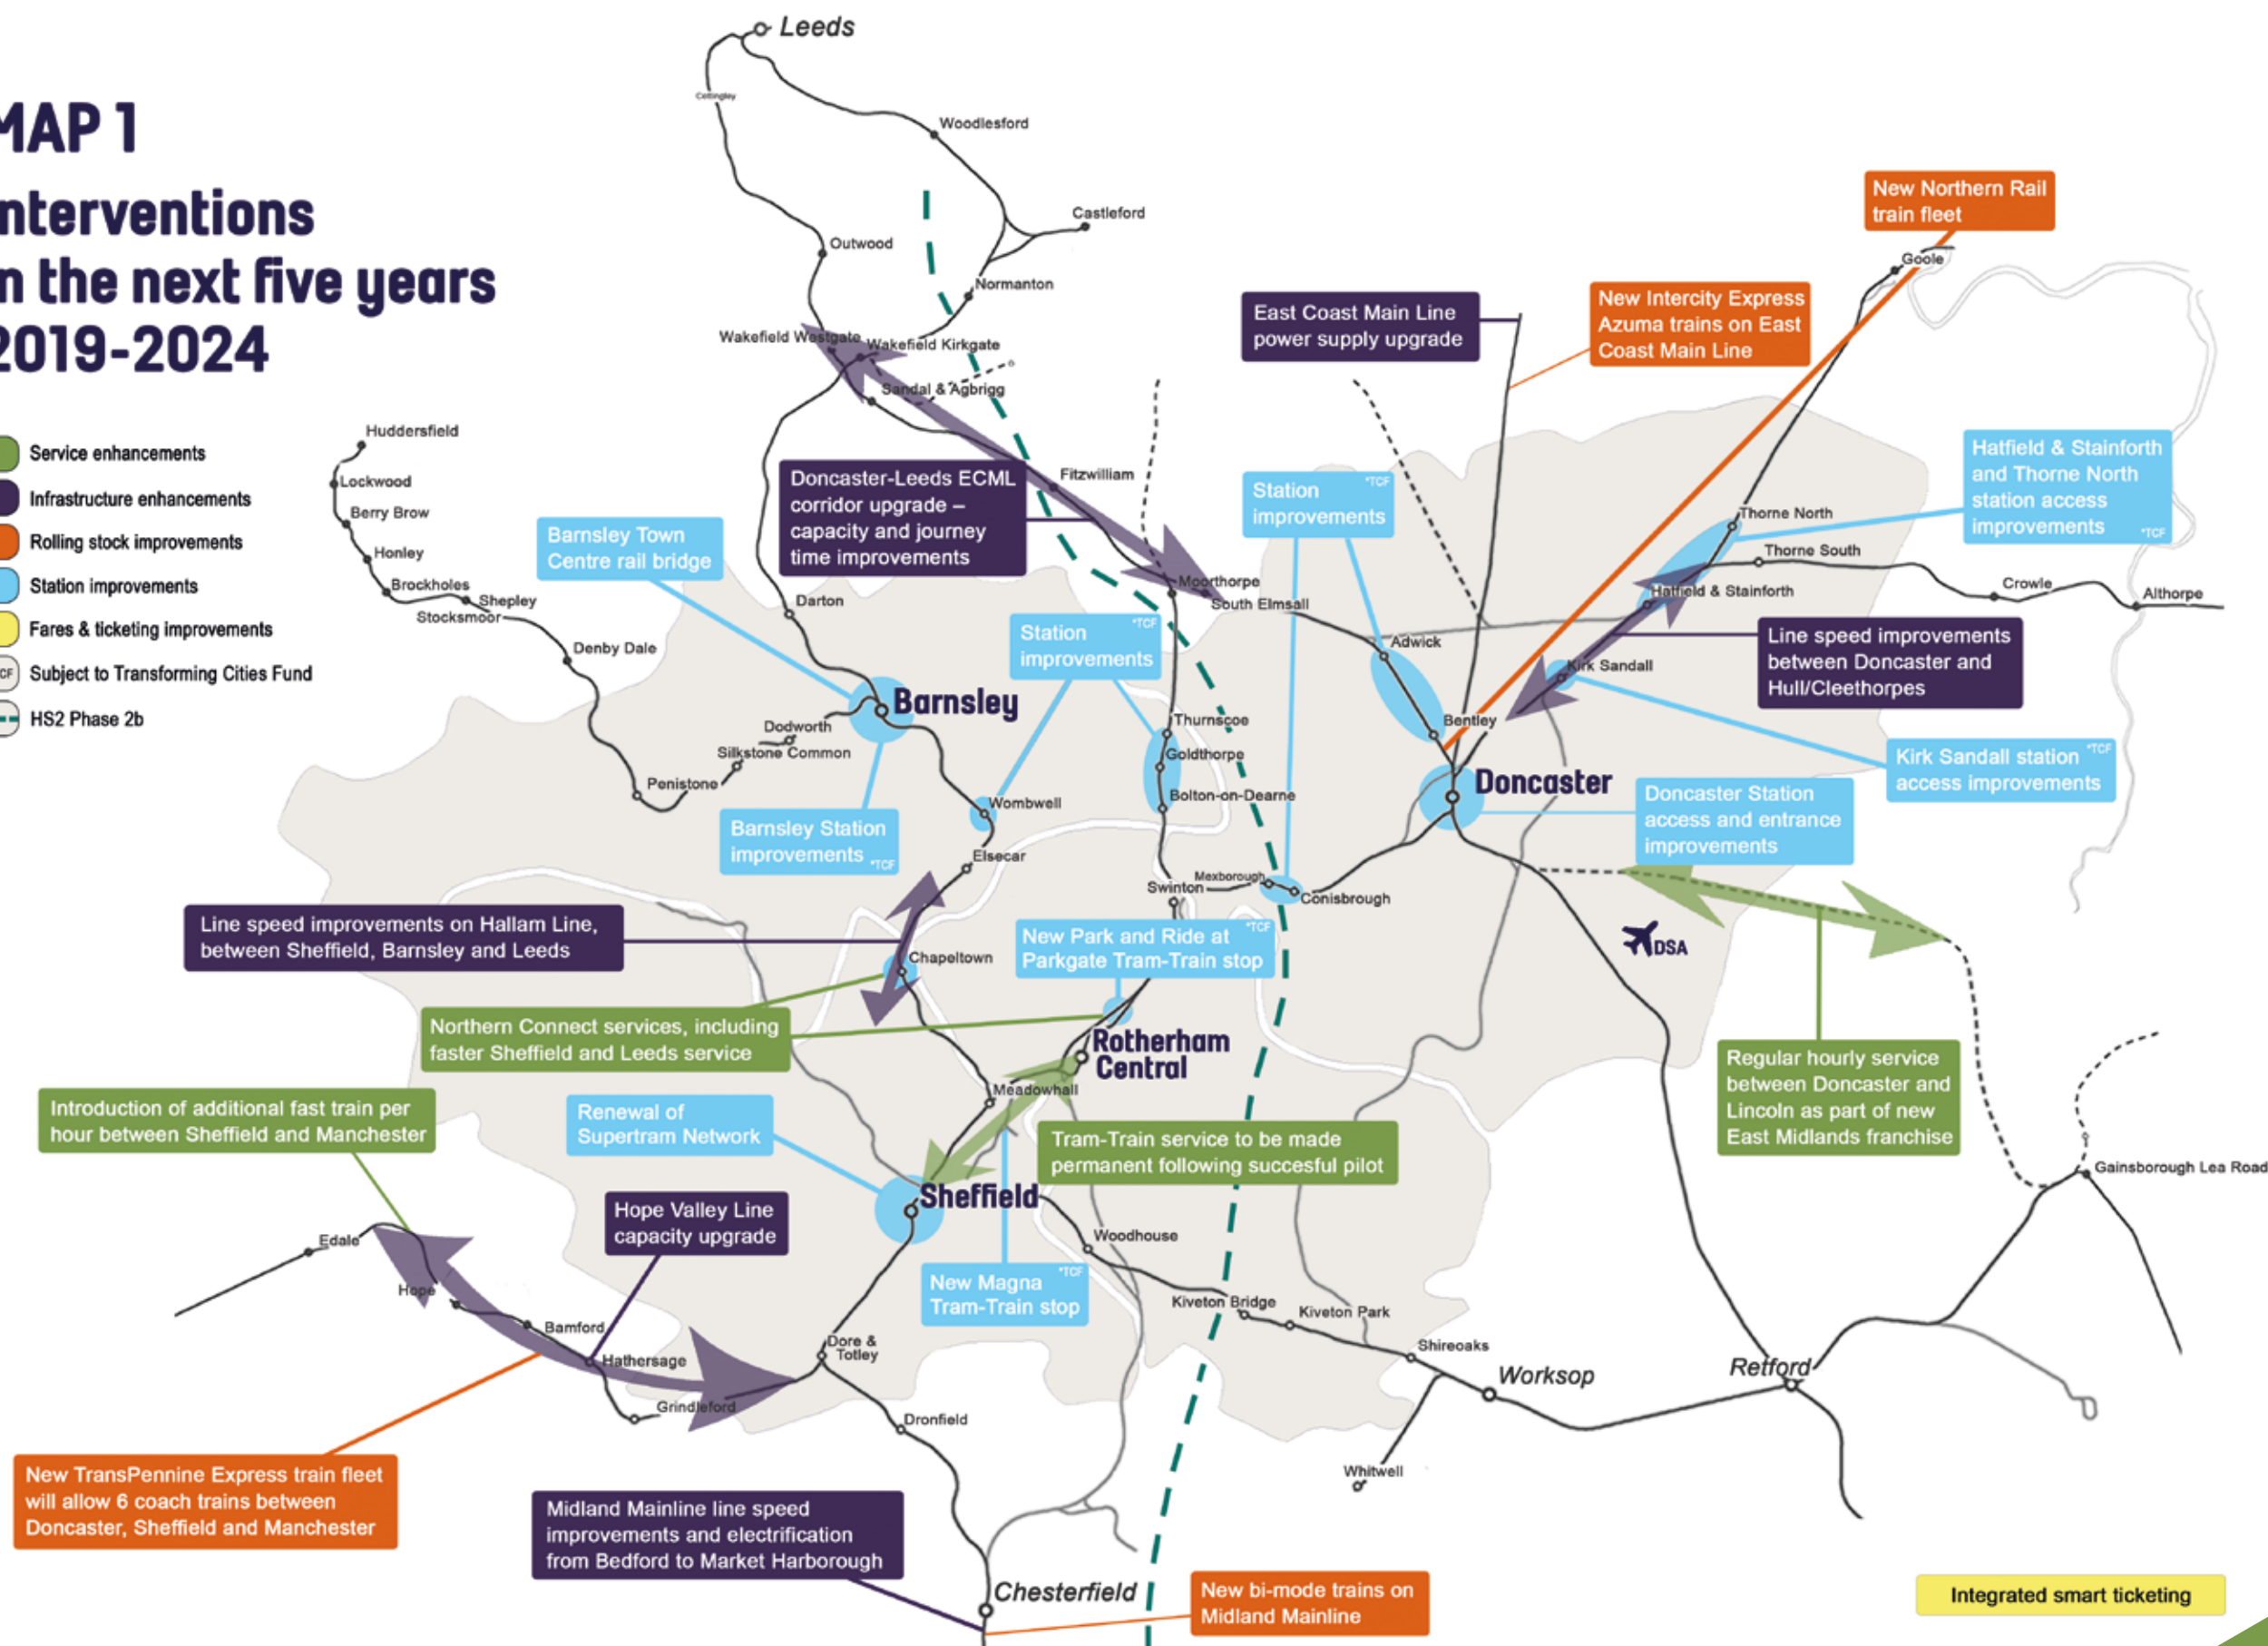 MAP 1
nterventions
n the next five years
2019-2024
Service enhancements
Infrastructure enhancements
Rolling stock improvements
Station improvements
Fares & ticketing improvements
CF
Subject to Transforming Cities Fund
HS2 Phase 2b
Leeds
Cottingley
Woodlesford
Castleford
Outwood
Normanton
Wakefield Westgate
Wakefield Kirkgate
Sandal & Agbrigg
Fitzwilliam
Moorthorpe
South Elmsall
Huddersfield
Lockwood
Berry Brow
Honley
Brockholes
Shepley
Stocksmoor
Denby Dale
Penistone
Silkstone Common
Dodworth
Darton
Barnsley
Wombwell
Elsecar
Chapeltown
Meadowhall
Rotherham
Central
Sheffield
Thurnscoe
Goldthorpe
Bolton-on-Dearne
Swinton
Mexborough
Conisbrough
Doncaster
Bentley
Adwick
Kirk Sandall
Hatfield & Stainforth
Thorne North
Thorne South
Crowle
Althorpe
Goole
DSA
Gainsborough Lea Road
Retford
Worksop
Shireoaks
Whitwell
Kiveton Park
Kiveton Bridge
Woodhouse
Dore &
Totley
Dronfield
Chesterfield
Grindleford
Hathersage
Bamford
Hope
Edale
New Northern Rail
train fleet
East Coast Main Line
power supply upgrade
New Intercity Express
Azuma trains on East
Coast Main Line
Hatfield & Stainforth
and Thorne North
station access
improvements
*TCF
Doncaster-Leeds ECML
corridor upgrade –
capacity and journey
time improvements
Station *TCF
improvements
Barnsley Town
Centre rail bridge
Station *TCF
improvements
Line speed improvements
between Doncaster and
Hull/Cleethorpes
Kirk Sandall station *TCF
access improvements
Doncaster Station
access and entrance
improvements
Barnsley Station
improvements *TCF
Line speed improvements on Hallam Line,
between Sheffield, Barnsley and Leeds
New Park and Ride at *TCF
Parkgate Tram-Train stop
Northern Connect services, including
faster Sheffield and Leeds service
Regular hourly service
between Doncaster and
Lincoln as part of new
East Midlands franchise
Introduction of additional fast train per
hour between Sheffield and Manchester
Renewal of
Supertram Network
Tram-Train service to be made
permanent following succesful pilot
Hope Valley Line
capacity upgrade
New Magna *TCF
Tram-Train stop
New TransPennine Express train fleet
will allow 6 coach trains between
Doncaster, Sheffield and Manchester
Midland Mainline line speed
improvements and electrification
from Bedford to Market Harborough
New bi-mode trains on
Midland Mainline
Integrated smart ticketing